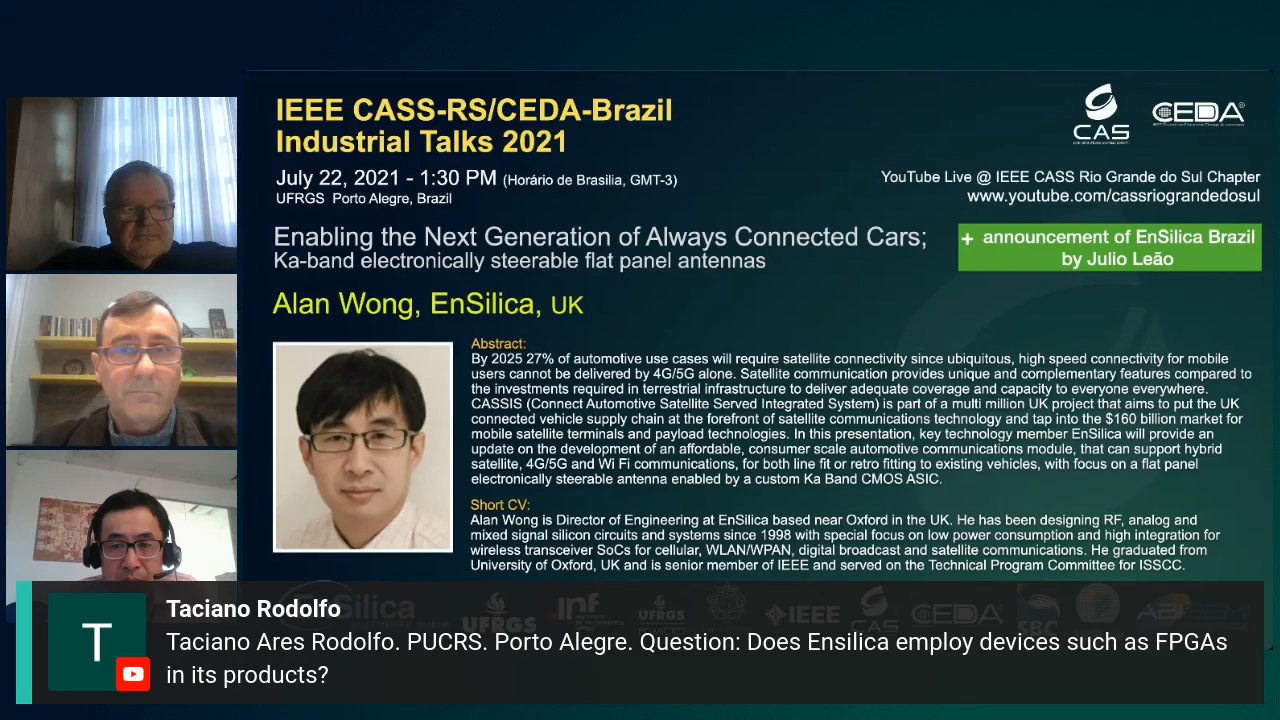 IEEE CASS-RS/CEDA-Brazil
Industrial Talks 2021
CAS
CEDA
July 22, 2021 - 1:30 PM (Horário de Brasilia, GMT-3)
UFRGS Porto Alegre, Brazil
YouTube Live @ IEEE CASS Rio Grande do Sul Chapter
www.youtube.com/cassriograndedosul
Enabling the Next Generation of Always Connected Cars;
Ka-band electronically steerable flat panel antennas
+ announcement of EnSilica Brazil
by Julio Leão
Alan Wong, EnSilica, UK
Abstract:
By 2025 27% of automotive use cases will require satellite connectivity since ubiquitous, high speed connectivity for mobile
users cannot be delivered by 4G/5G alone. Satellite communication provides unique and complementary features compared to
the investments required in terrestrial infrastructure to deliver adequate coverage and capacity to everyone everywhere.
CASSIS (Connect Automotive Satellite Served Integrated System) is part of a multi million UK project that aims to put the UK
connected vehicle supply chain at the forefront of satellite communications technology and tap into the $160 billion market for
mobile satellite terminals and payload technologies. In this presentation, key technology member EnSilica will provide an
update on the development of an affordable, consumer scale automotive communications module, that can support hybrid
satellite, 4G/5G and Wi Fi communications, for both line fit or retro fitting to existing vehicles, with focus on a flat panel
electronically steerable antenna enabled by a custom Ka Band CMOS ASIC.
Short CV:
Alan Wong is Director of Engineering at EnSilica based near Oxford in the UK. He has been designing RF, analog and
mixed signal silicon circuits and systems since 1998 with special focus on low power consumption and high integration for
wireless transceiver SoCs for cellular, WLAN/WPAN, digital broadcast and satellite communications. He graduated from
University of Oxford, UK and is senior member of IEEE and served on the Technical Program Committee for ISSCC.
UFRGS
inf
UFRGS
IEEE
CAS
CEDA
SBC
T
Taciano Rodolfo
Taciano Ares Rodolfo. PUCRS. Porto Alegre. Question: Does Ensilica employ devices such as FPGAs
in its products?